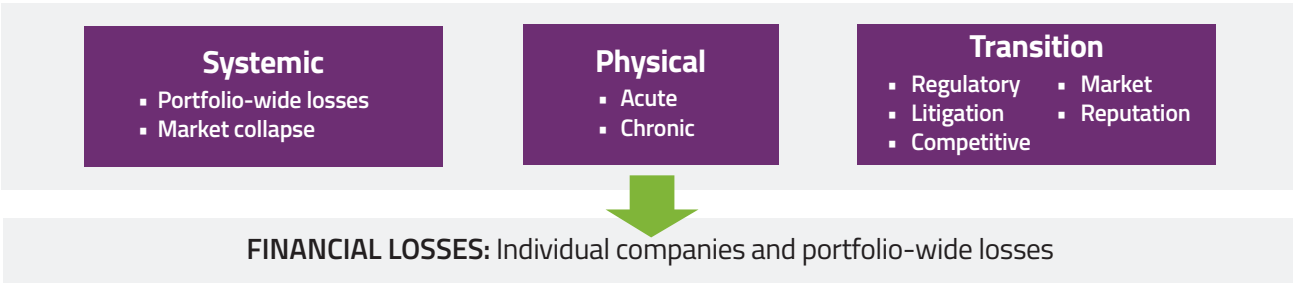 Systemic
▪ Portfolio-wide losses
▪ Market collapse
Physical
▪ Acute
▪ Chronic
Transition
▪ Regulatory
▪ Litigation
▪ Competitive
▪ Market
▪ Reputation
FINANCIAL LOSSES: Individual companies and portfolio-wide losses